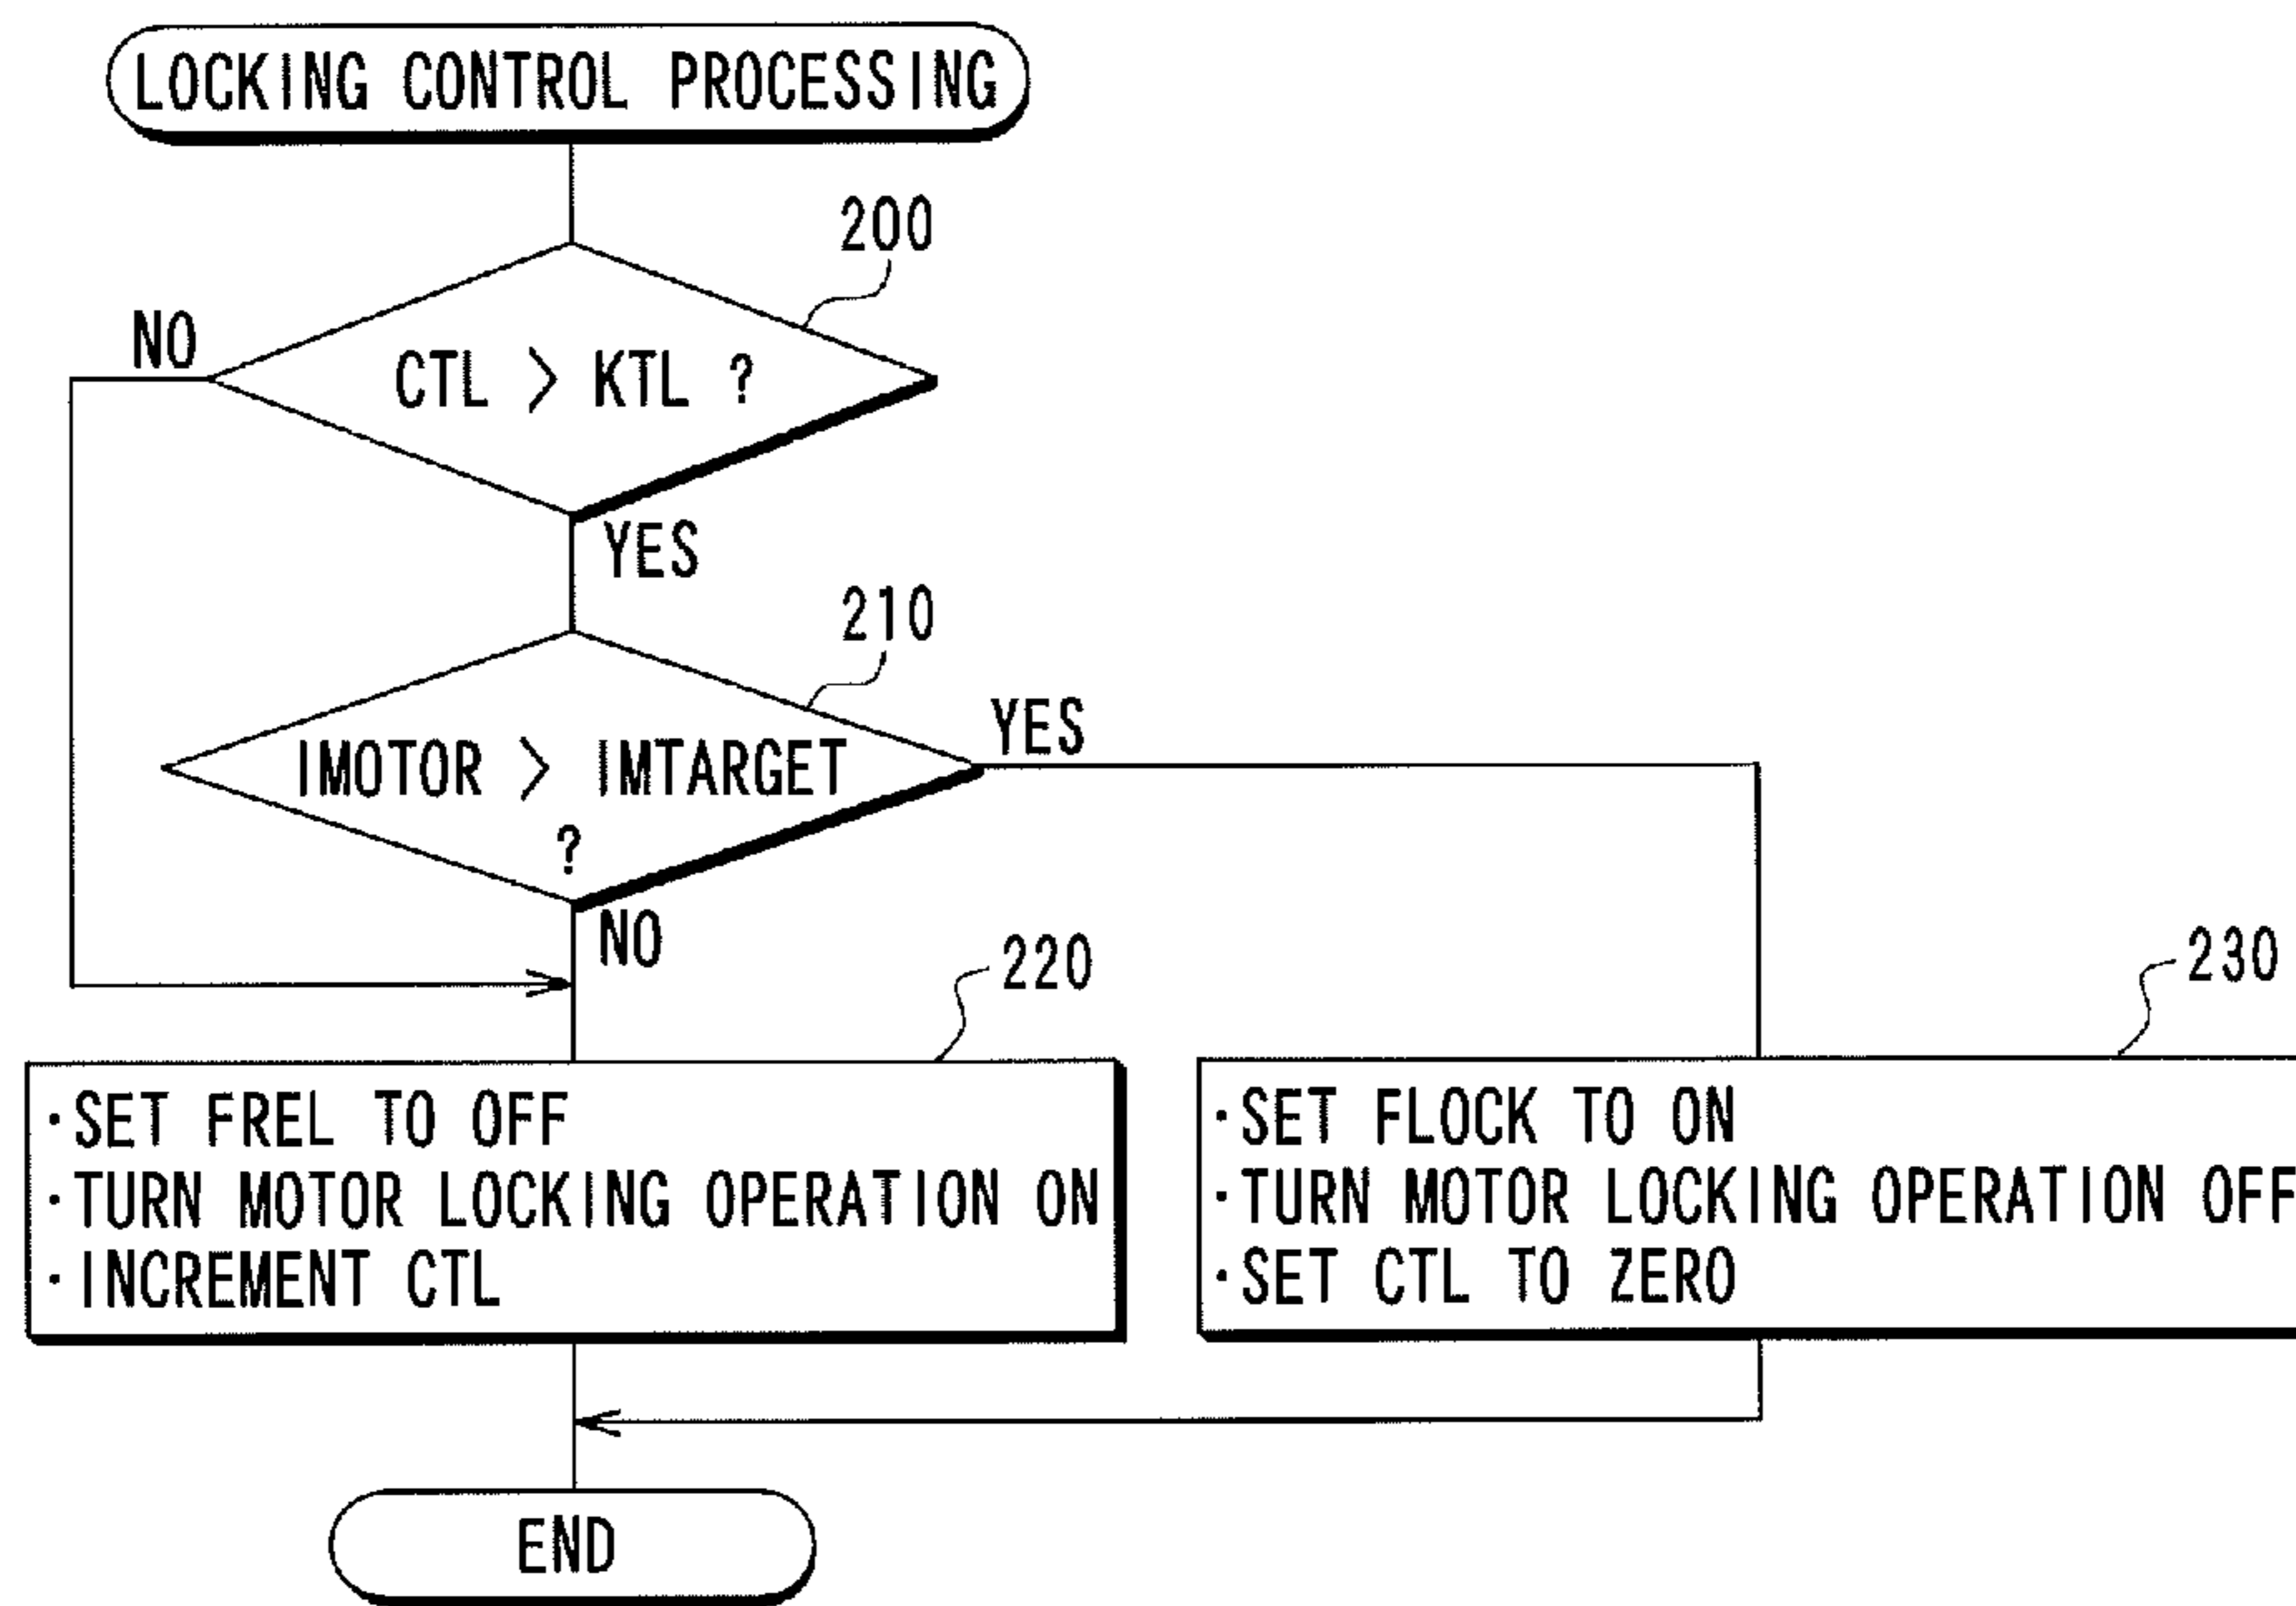 LOCKING CONTROL PROCESSING
200
NO
CTL > KTL ?
YES
210
YES
IMOTOR > IMTARGET
?
NO
220
230
・SET FREL TO OFF
・TURN MOTOR LOCKING OPERATION ON
・INCREMENT CTL
・SET FLOCK TO ON
・TURN MOTOR LOCKING OPERATION OFF
・SET CTL TO ZERO
END